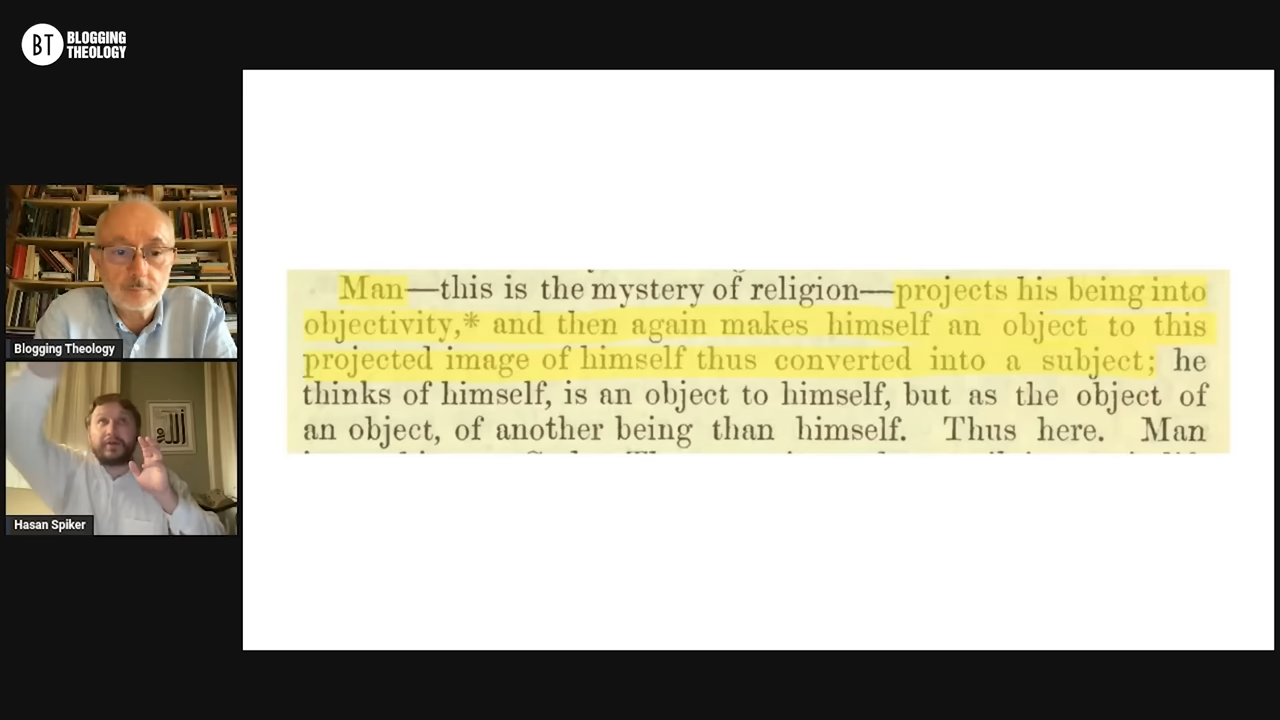 BT BLOGGING
THEOLOGY
Man—this is the mystery of religion—projects his being into
objectivity,* and then again makes himself an object to this
projected image of himself thus converted into a subject; he
thinks of himself, is an object to himself, but as the object of
an object, of another being than himself. Thus here. Man
Blogging Theology
الله
Hasan Spiker